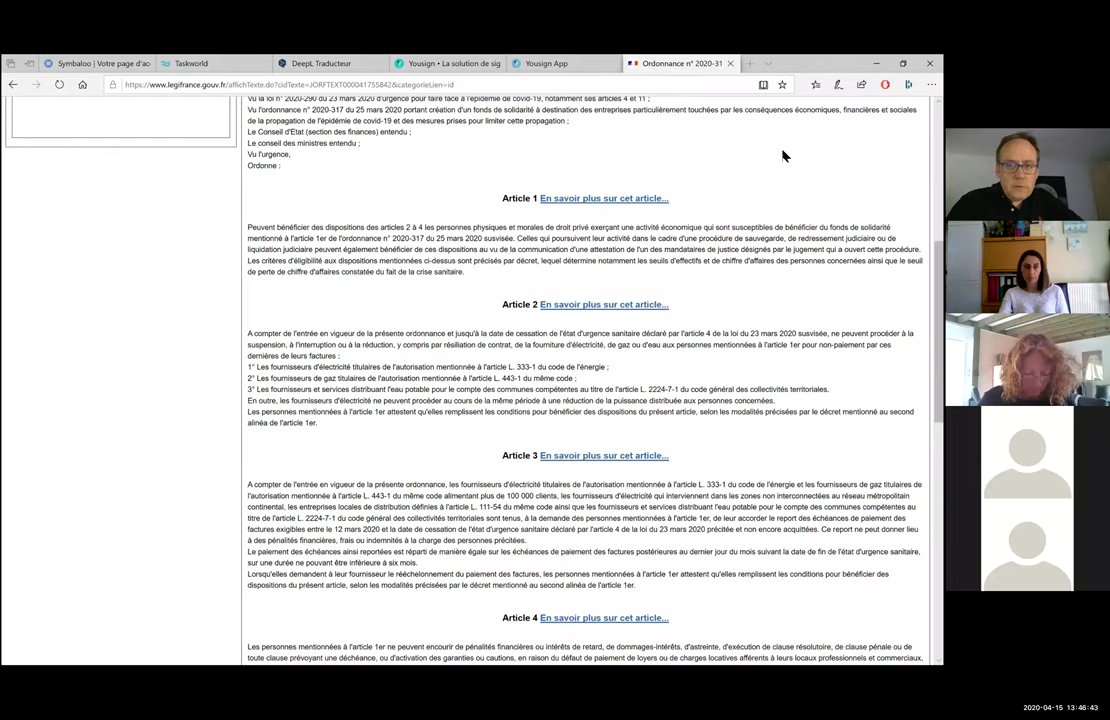 Symbaloo | Votre page d'ac
Taskworld
DeepL Traducteur
Yousign • La solution de sig
Yousign App
Ordonnance n° 2020-31
https://www.legifrance.gouv.fr/affichTexte.do?cidTexte=JORFTEXT000041755842&categorieLien=id
Vu la loi n° 2020-290 du 23 mars 2020 d'urgence pour faire face à l'épidémie de covid-19, notamment ses articles 4 et 11 ;
Vu l'ordonnance n° 2020-317 du 25 mars 2020 portant création d'un fonds de solidarité à destination des entreprises particulièrement touchées par les conséquences économiques, financières et sociales
de la propagation de l'épidémie de covid-19 et des mesures prises pour limiter cette propagation ;
Le Conseil d'Etat (section des finances) entendu ;
Le conseil des ministres entendu ;
Vu l'urgence,
Ordonne :
Article 1 En savoir plus sur cet article...
Peuvent bénéficier des dispositions des articles 2 à 4 les personnes physiques et morales de droit privé exerçant une activité économique qui sont susceptibles de bénéficier du fonds de solidarité
mentionné à l'article 1er de l'ordonnance n° 2020-317 du 25 mars 2020 susvisée. Celles qui poursuivent leur activité dans le cadre d'une procédure de sauvegarde, de redressement judiciaire ou de
liquidation judiciaire peuvent également bénéficier de ces dispositions au vu de la communication d'une attestation de l'un des mandataires de justice désignés par le jugement qui a ouvert cette procédure.
Les critères d'éligibilité aux dispositions mentionnées ci-dessus sont précisés par décret, lequel détermine notamment les seuils d'effectifs et de chiffre d'affaires des personnes concernées ainsi que le seuil
de perte de chiffre d'affaires constatée du fait de la crise sanitaire.
Article 2 En savoir plus sur cet article...
A compter de l'entrée en vigueur de la présente ordonnance et jusqu'à la date de cessation de l'état d'urgence sanitaire déclaré par l'article 4 de la loi du 23 mars 2020 susvisée, ne peuvent procéder à la
suspension, à l'interruption ou à la réduction, y compris par résiliation de contrat, de la fourniture d'électricité, de gaz ou d'eau aux personnes mentionnées à l'article 1er pour non-paiement par ces
dernières de leurs factures :
1° Les fournisseurs d'électricité titulaires de l'autorisation mentionnée à l'article L. 333-1 du code de l'énergie ;
2° Les fournisseurs de gaz titulaires de l'autorisation mentionnée à l'article L. 443-1 du même code ;
3° Les fournisseurs et services distribuant l'eau potable pour le compte des communes compétentes au titre de l'article L. 2224-7-1 du code général des collectivités territoriales.
En outre, les fournisseurs d'électricité ne peuvent procéder au cours de la même période à une réduction de la puissance distribuée aux personnes concernées.
Les personnes mentionnées à l'article 1er attestent qu'elles remplissent les conditions pour bénéficier des dispositions du présent article, selon les modalités précisées par le décret mentionné au second
alinéa de l'article 1er.
Article 3 En savoir plus sur cet article...
A compter de l'entrée en vigueur de la présente ordonnance, les fournisseurs d'électricité titulaires de l'autorisation mentionnée à l'article L. 333-1 du code de l'énergie et les fournisseurs de gaz titulaires de
l'autorisation mentionnée à l'article L. 443-1 du même code alimentant plus de 100 000 clients, les fournisseurs d'électricité qui interviennent dans les zones non interconnectées au réseau métropolitain
continental, les entreprises locales de distribution définies à l'article L. 111-54 du même code ainsi que les fournisseurs et services distribuant l'eau potable pour le compte des communes compétentes au
titre de l'article L. 2224-7-1 du code général des collectivités territoriales sont tenus, à la demande des personnes mentionnées à l'article 1er, de leur accorder le report des échéances de paiement des
factures exigibles entre le 12 mars 2020 et la date de cessation de l'état d'urgence sanitaire déclaré par l'article 4 de la loi du 23 mars 2020 précitée et non encore acquittées. Ce report ne peut donner lieu
à des pénalités financières, frais ou indemnités à la charge des personnes précitées.
Le paiement des échéances ainsi reportées est réparti de manière égale sur les échéances de paiement des factures postérieures au dernier jour du mois suivant la date de fin de l'état d'urgence sanitaire,
sur une durée ne pouvant être inférieure à six mois.
Lorsqu'elles demandent à leur fournisseur le rééchelonnement du paiement des factures, les personnes mentionnées à l'article 1er attestent qu'elles remplissent les conditions pour bénéficier des
dispositions du présent article, selon les modalités précisées par le décret mentionné au second alinéa de l'article 1er.
Article 4 En savoir plus sur cet article...
Les personnes mentionnées à l'article 1er ne peuvent encourir de pénalités financières ou intérêts de retard, de dommages-intérêts, d'astreinte, d'exécution de clause résolutoire, de clause pénale ou de
toute clause prévoyant une déchéance, ou d'activation des garanties ou cautions, en raison du défaut de paiement de loyers ou de charges locatives afférents à leurs locaux professionnels et commerciaux,
2020-04-15 13:46:43